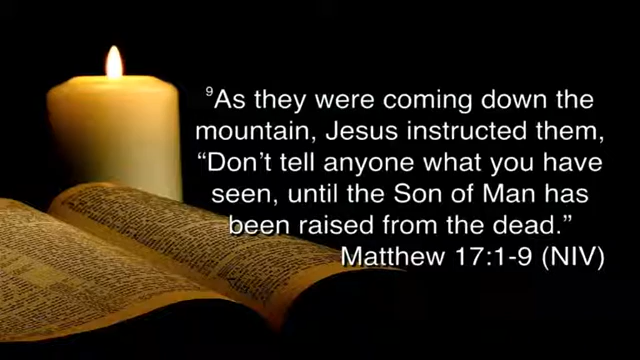 ⁹As they were coming down the
mountain, Jesus instructed them,
“Don’t tell anyone what you have
seen, until the Son of Man has
been raised from the dead.”
Matthew 17:1-9 (NIV)